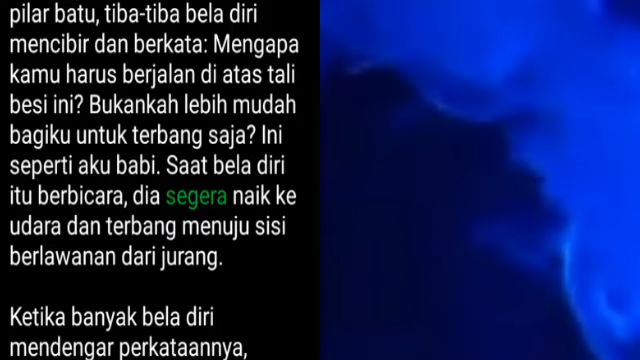 pilar batu, tiba-tiba bela diri
mencibir dan berkata: Mengapa
kamu harus berjalan di atas tali
besi ini? Bukankah lebih mudah
bagiku untuk terbang saja? Ini
seperti aku babi. Saat bela diri
itu berbicara, dia segera naik ke
udara dan terbang menuju sisi
berlawanan dari jurang.
Ketika banyak bela diri
mendengar perkataannya,